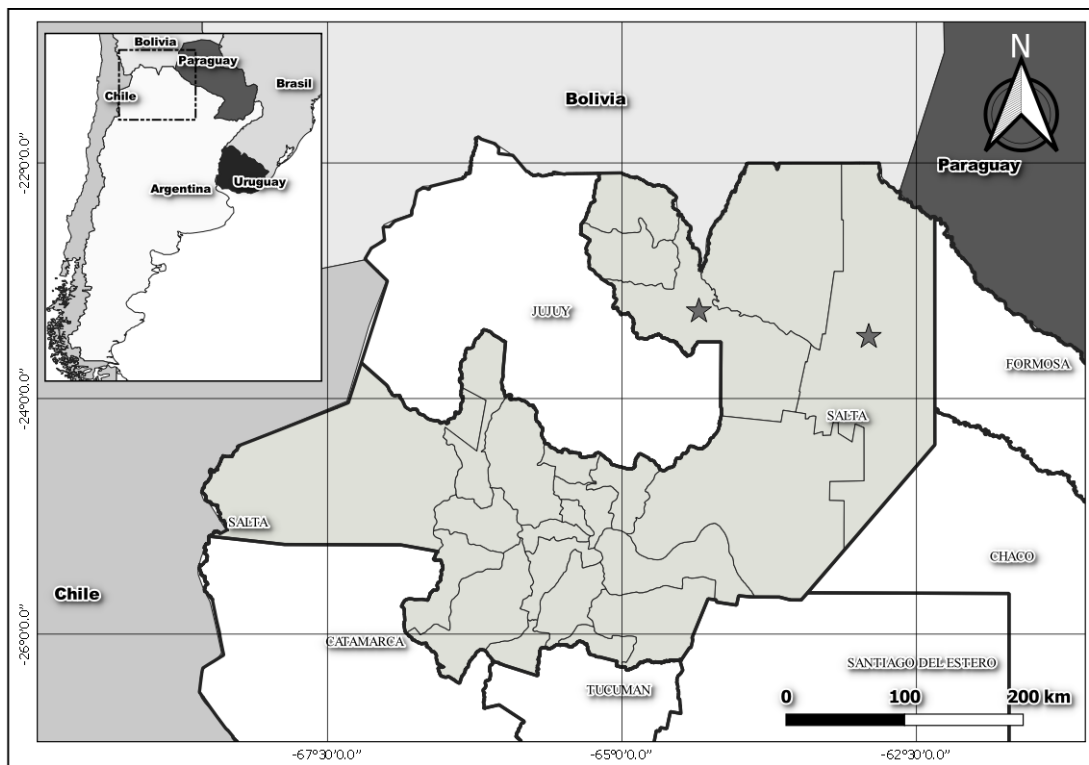 Bolivia
Paraguay
Brasil
Chile
Argentina
Uruguay
N
Bolivia
Paraguay
-22°0'0.0"
JUJUY
FORMOSA
-24°0'0.0"
SALTA
SALTA
CHACO
Chile
-26°0'0.0"
CATAMARCA
SANTIAGO DEL ESTERO
TUCUMAN
0 100 200 km
-67°30'0.0" -65°0'0.0" -62°30'0.0"